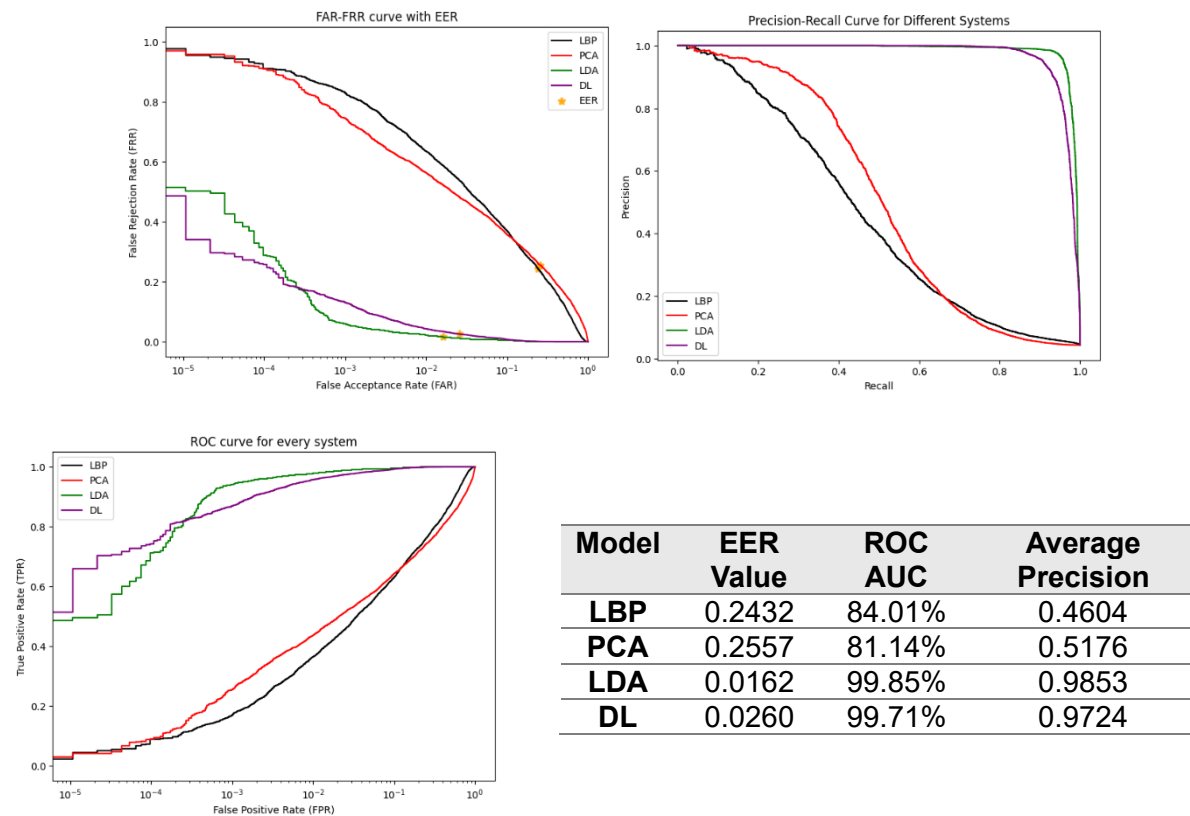 FAR-FRR curve with EER
LBP
PCA
LDA
DL
EER
1.0
0.8
0.6
0.4
0.2
0.0
False Rejection Rate (FRR)
10⁻⁵ 10⁻⁴ 10⁻³ 10⁻² 10⁻¹ 10⁰
False Acceptance Rate (FAR)
Precision-Recall Curve for Different Systems
1.0
0.8
0.6
0.4
0.2
0.0
Precision
LBP
PCA
LDA
DL
0.0 0.2 0.4 0.6 0.8 1.0
Recall
ROC curve for every system
LBP
PCA
LDA
DL
1.0
0.8
0.6
0.4
0.2
0.0
True Positive Rate (TPR)
10⁻⁵ 10⁻⁴ 10⁻³ 10⁻² 10⁻¹ 10⁰
False Positive Rate (FPR)
Model EER ROC Average
Value AUC Precision
LBP 0.2432 84.01% 0.4604
PCA 0.2557 81.14% 0.5176
LDA 0.0162 99.85% 0.9853
DL 0.0260 99.71% 0.9724